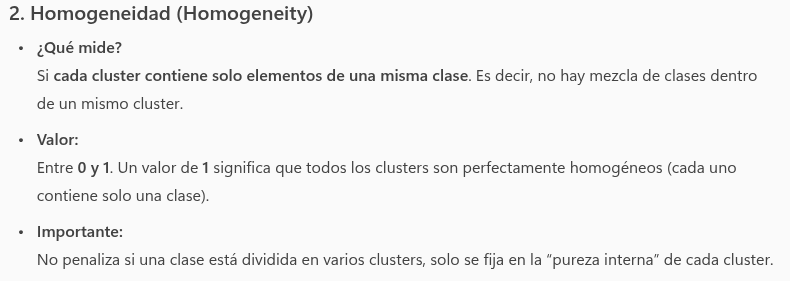 2. Homogeneidad (Homogeneity)
• ¿Qué mide?
Si cada cluster contiene solo elementos de una misma clase. Es decir, no hay mezcla de clases dentro
de un mismo cluster.
• Valor:
Entre 0 y 1. Un valor de 1 significa que todos los clusters son perfectamente homogéneos (cada uno
contiene solo una clase).
• Importante:
No penaliza si una clase está dividida en varios clusters, solo se fija en la “pureza interna” de cada cluster.